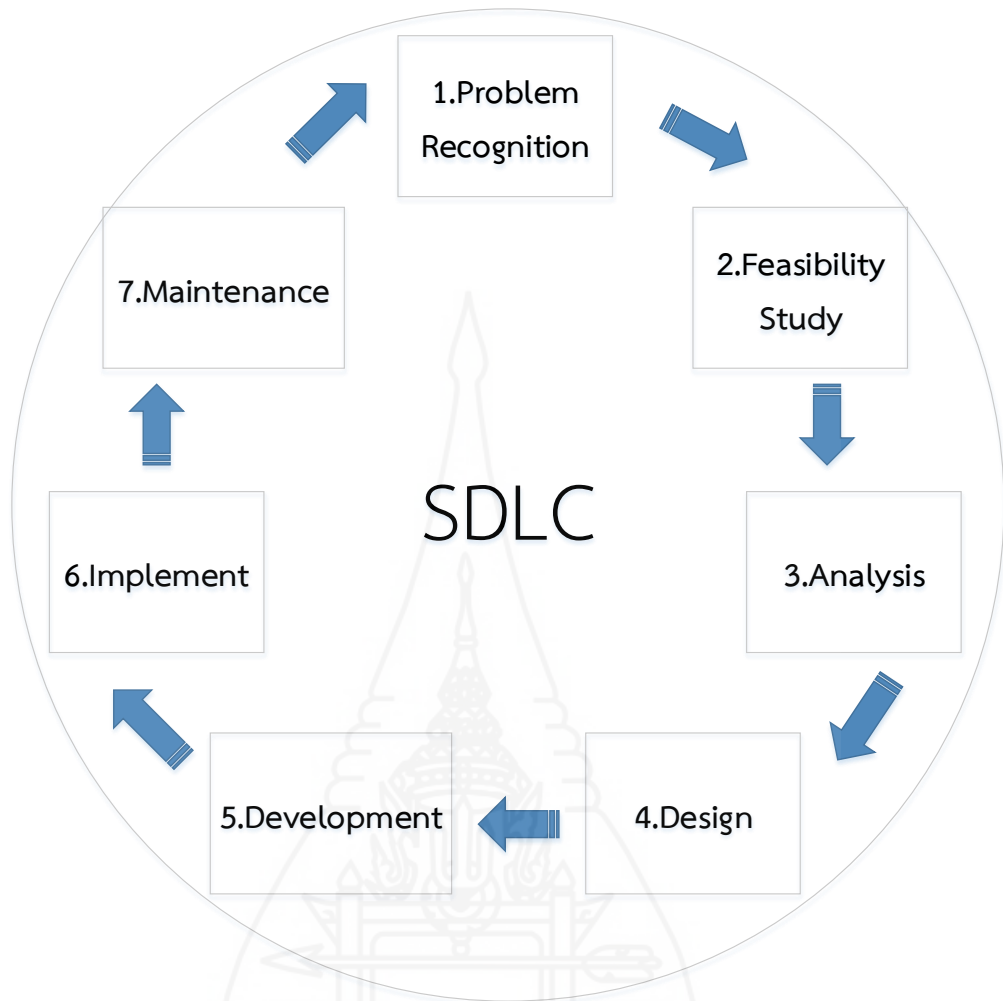 1.Problem
Recognition
2.Feasibility
Study
3.Analysis
4.Design
5.Development
6.Implement
7.Maintenance
SDLC